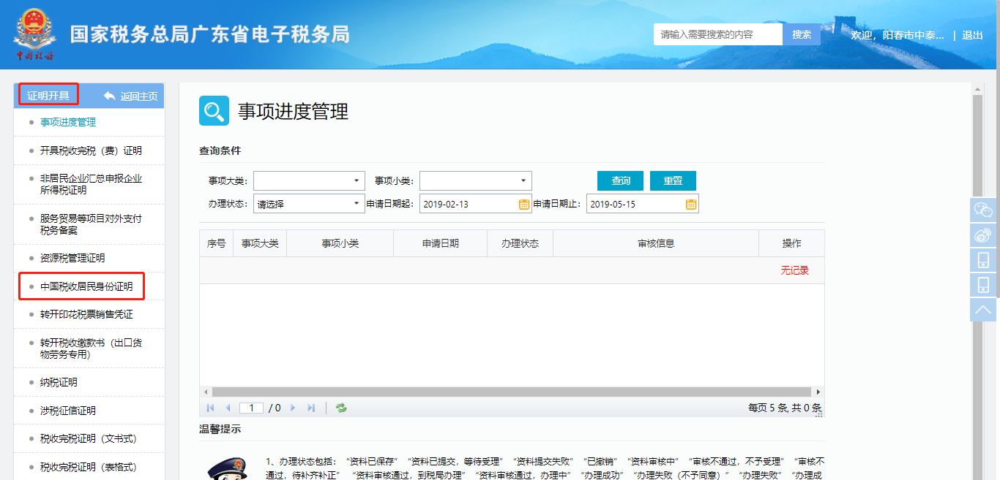 中国税务
国家税务总局广东省电子税务局
请输入需要搜索的内容 搜索
欢迎，阳春市中泰... | 退出
证明开具 返回主页
事项进度管理
开具税收完税（费）证明
非居民企业汇总申报企业
所得税证明
服务贸易等项目对外支付
税务备案
资源税管理证明
中国税收居民身份证明
转开印花税票销售凭证
转开税收缴款书（出口货
物劳务专用）
纳税证明
涉税征信证明
税收完税证明（文书式）
税收完税证明（表格式）
事项进度管理
查询条件
事项大类： 事项小类： 查询 重置
办理状态： 请选择 申请日期起： 2019-02-13 申请日期止： 2019-05-15
序号 事项大类 事项小类 申请日期 办理状态 审核信息 操作
无记录
1 / 0 每页 5 条, 共 0 条
温馨提示
1、办理状态包括： “资料已保存” “资料已提交，等待受理” “资料提交失败” “已撤销” “资料审核中” “审核不通过，不予受理” “审核不
通过，待补齐补正” “资料审核通过，到税局办理” “资料审核通过，办理中” “办理成功” “办理失败（不予同意）” “办理失败” “办理成